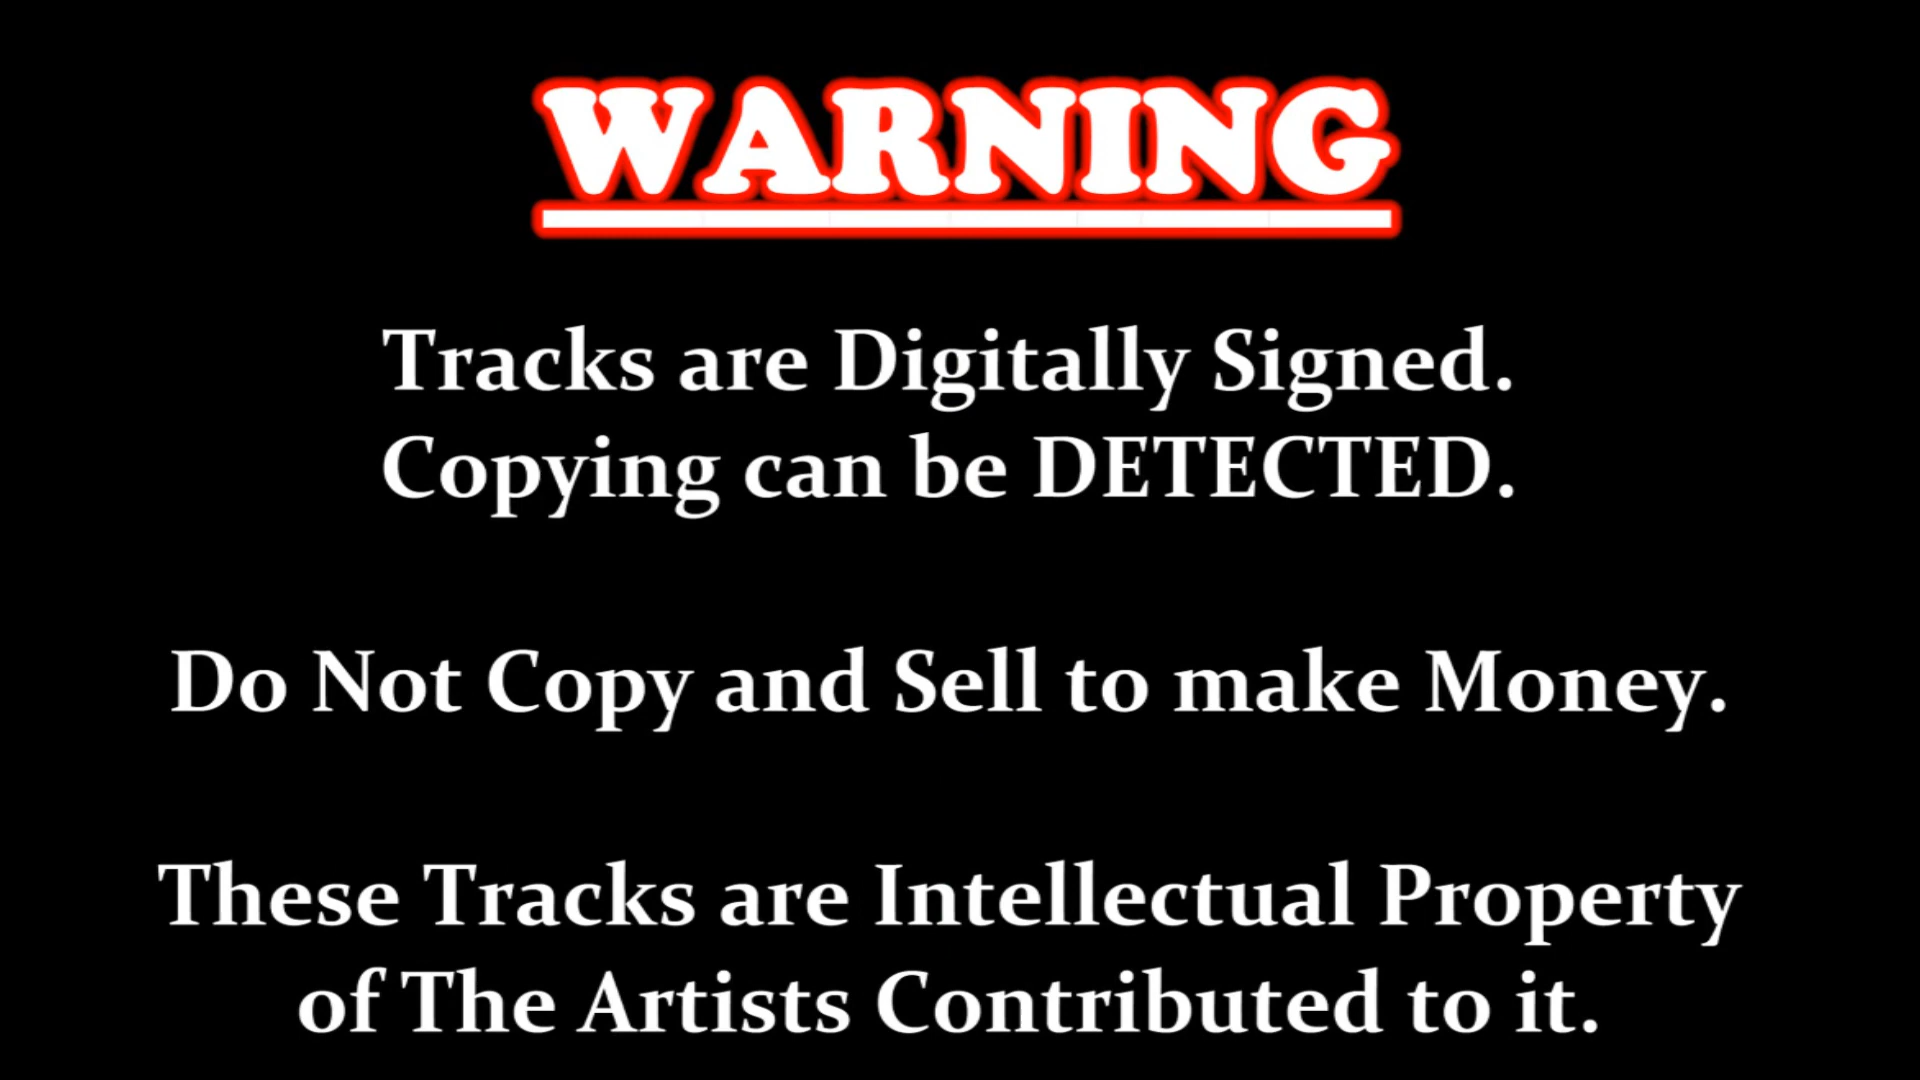 WARNING
Tracks are Digitally Signed.
Copying can be DETECTED.
Do Not Copy and Sell to make Money.
These Tracks are Intellectual Property
of The Artists Contributed to it.